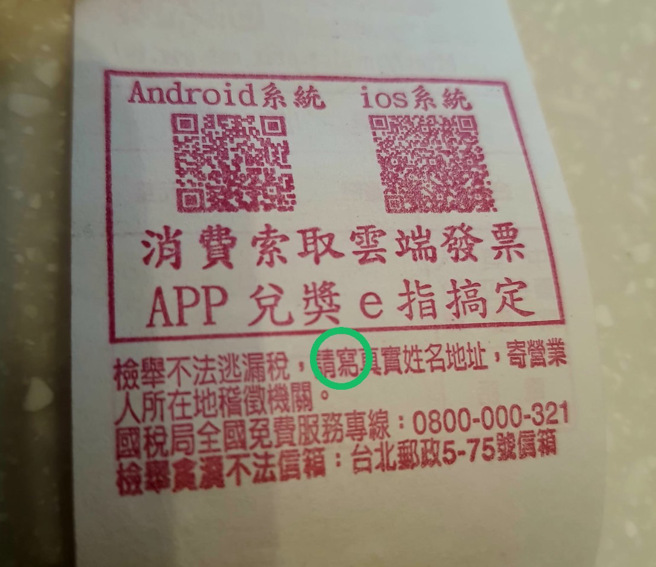 Android系統 ios系統
消費索取雲端發票
APP兌獎e指搞定
檢舉不法逃漏稅，請寫真實姓名地址，寄營業
人所在地稽徵機關。
國稅局全國免費服務專線：0800-000-321
檢舉貪瀆不法信箱：台北郵政5-75號信箱